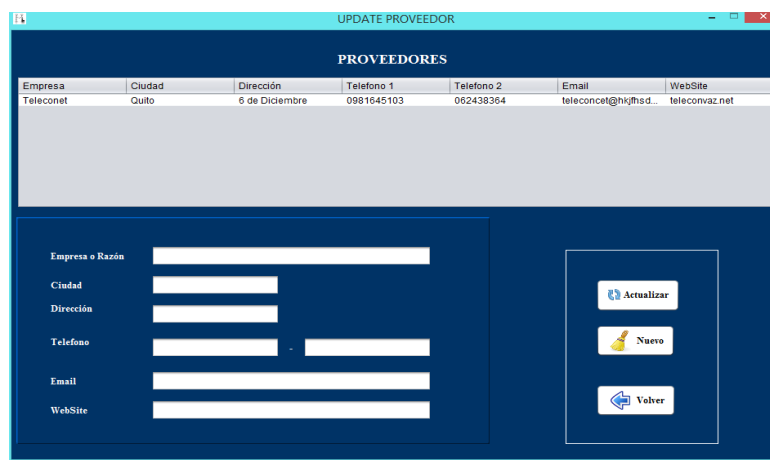 UPDATE PROVEEDOR
PROVEEDORES
Empresa Ciudad Dirección Telefono 1 Telefono 2 Email WebSite
Teleconet Quito 6 de Diciembre 0981645103 062438364 teleconcet@hkjfhsd... teleconvaz.net
Empresa o Razón
Ciudad
Actualizar
Dirección
Telefono -
Nuevo
Email
Volver
WebSite